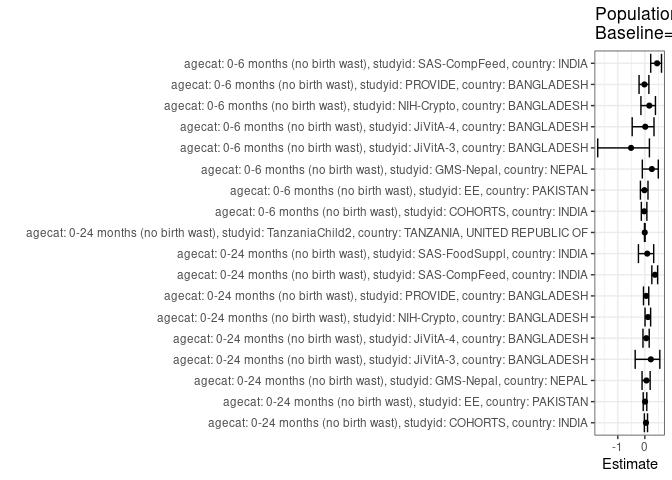 Population
Baseline=
agecat: 0-6 months (no birth wast), studyid: SAS-CompFeed, country: INDIA
agecat: 0-6 months (no birth wast), studyid: PROVIDE, country: BANGLADESH
agecat: 0-6 months (no birth wast), studyid: NIH-Crypto, country: BANGLADESH
agecat: 0-6 months (no birth wast), studyid: JiVitA-4, country: BANGLADESH
agecat: 0-6 months (no birth wast), studyid: JiVitA-3, country: BANGLADESH
agecat: 0-6 months (no birth wast), studyid: GMS-Nepal, country: NEPAL
agecat: 0-6 months (no birth wast), studyid: EE, country: PAKISTAN
agecat: 0-6 months (no birth wast), studyid: COHORTS, country: INDIA
agecat: 0-24 months (no birth wast), studyid: TanzaniaChild2, country: TANZANIA, UNITED REPUBLIC OF
agecat: 0-24 months (no birth wast), studyid: SAS-FoodSuppl, country: INDIA
agecat: 0-24 months (no birth wast), studyid: SAS-CompFeed, country: INDIA
agecat: 0-24 months (no birth wast), studyid: PROVIDE, country: BANGLADESH
agecat: 0-24 months (no birth wast), studyid: NIH-Crypto, country: BANGLADESH
agecat: 0-24 months (no birth wast), studyid: JiVitA-4, country: BANGLADESH
agecat: 0-24 months (no birth wast), studyid: JiVitA-3, country: BANGLADESH
agecat: 0-24 months (no birth wast), studyid: GMS-Nepal, country: NEPAL
agecat: 0-24 months (no birth wast), studyid: EE, country: PAKISTAN
agecat: 0-24 months (no birth wast), studyid: COHORTS, country: INDIA
-1 0
Estimate